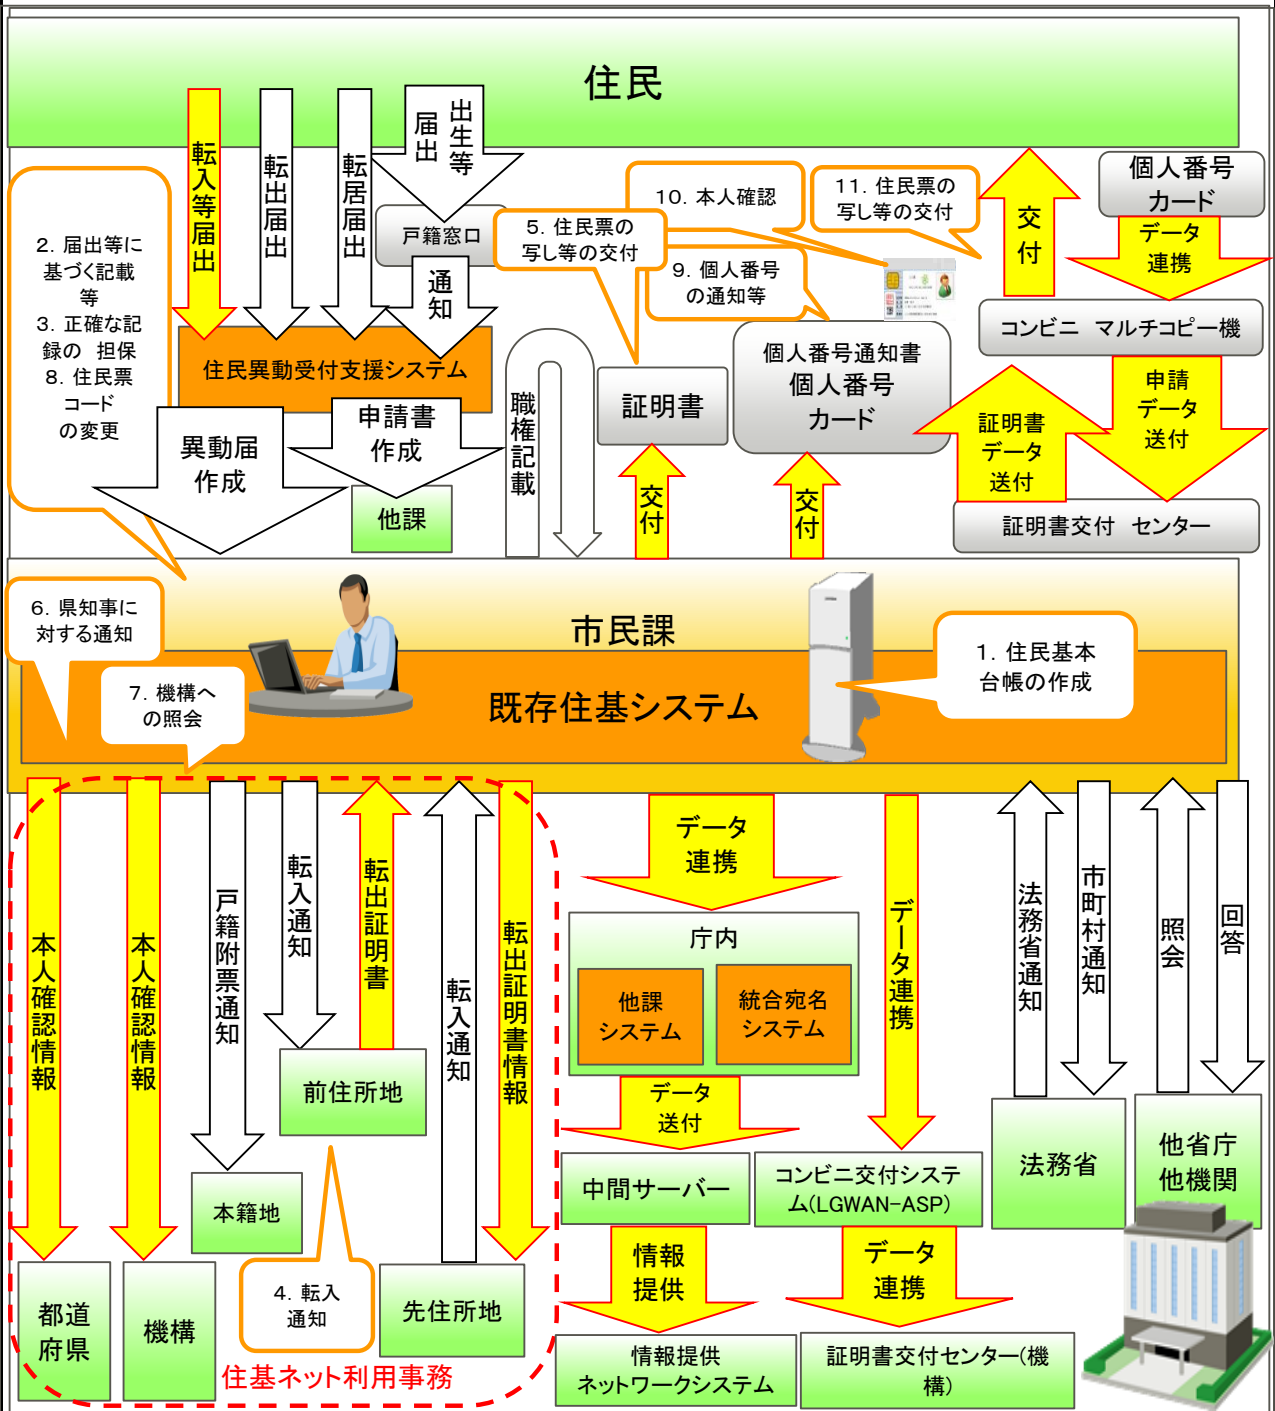 住民
転入等届出
転出届出
転居届出
出生等
届出
戸籍窓口
通知
2. 届出等に
基づく記載
等
3. 正確な記
録の 担保
8. 住民票
コード
の変更
住民異動受付支援システム
異動届
作成
申請書
作成
他課
職権記載
5. 住民票の
写し等の交付
10. 本人確認
9. 個人番号
の通知等
11. 住民票の
写し等の交付
証明書
個人番号通知書
個人番号
カード
交付
交付
交付
個人番号
カード
データ
連携
コンビニ マルチコピー機
証明書
データ
送付
申請
データ
送付
証明書交付 センター
市民課
既存住基システム
6. 県知事に
対する通知
7. 機構へ
の照会
1. 住民基本
台帳の作成
本人確認情報
本人確認情報
戸籍附票通知
転入通知
転出証明書
転入通知
転出証明書情報
データ
連携
データ連携
法務省通知
市町村通知
照会
回答
庁内
他課
システム
統合宛名
システム
データ
送付
前住所地
本籍地
4. 転入
通知
都道
府県
機構
先住所地
住基ネット利用事務
中間サーバー
情報
提供
情報提供
ネットワークシステム
コンビニ交付システ
ム(LGWAN-ASP)
データ
連携
証明書交付センター(機
構)
法務省
他省庁
他機関